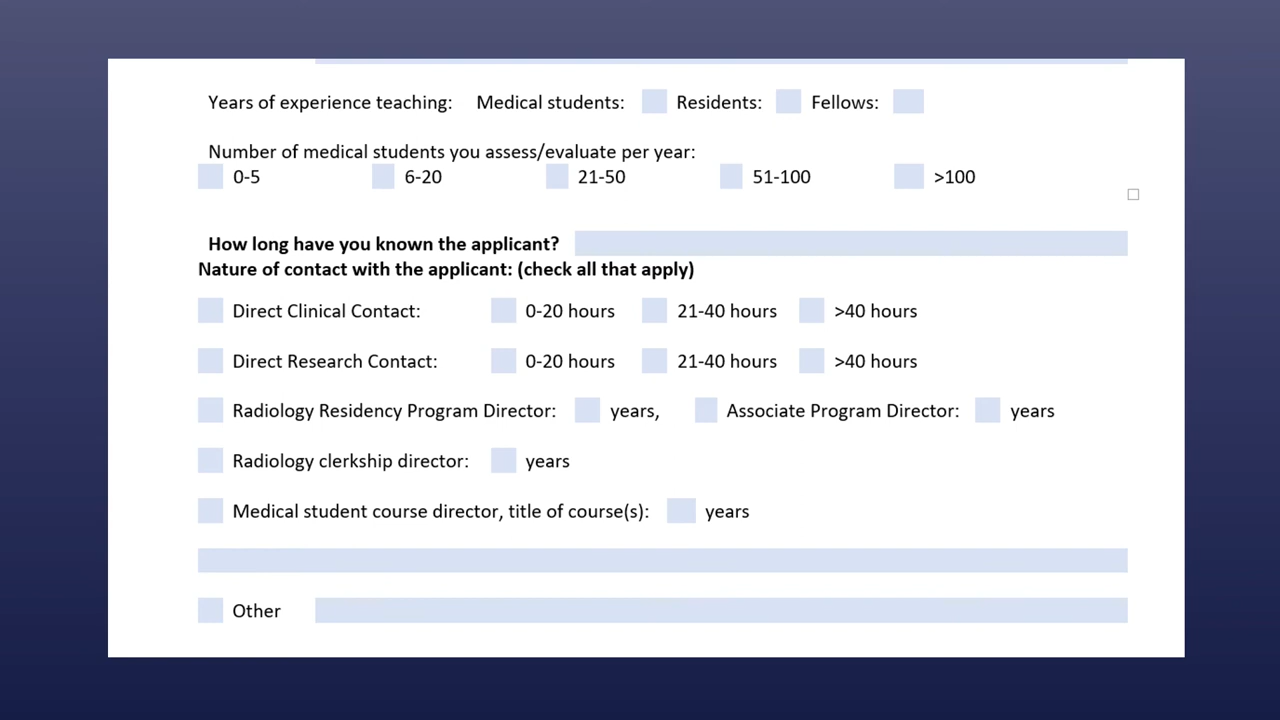 Years of experience teaching: Medical students: Residents: Fellows:
Number of medical students you assess/evaluate per year:
0-5 6-20 21-50 51-100 >100
How long have you known the applicant?
Nature of contact with the applicant: (check all that apply)
Direct Clinical Contact: 0-20 hours 21-40 hours >40 hours
Direct Research Contact: 0-20 hours 21-40 hours >40 hours
Radiology Residency Program Director: years, Associate Program Director: years
Radiology clerkship director: years
Medical student course director, title of course(s): years
Other